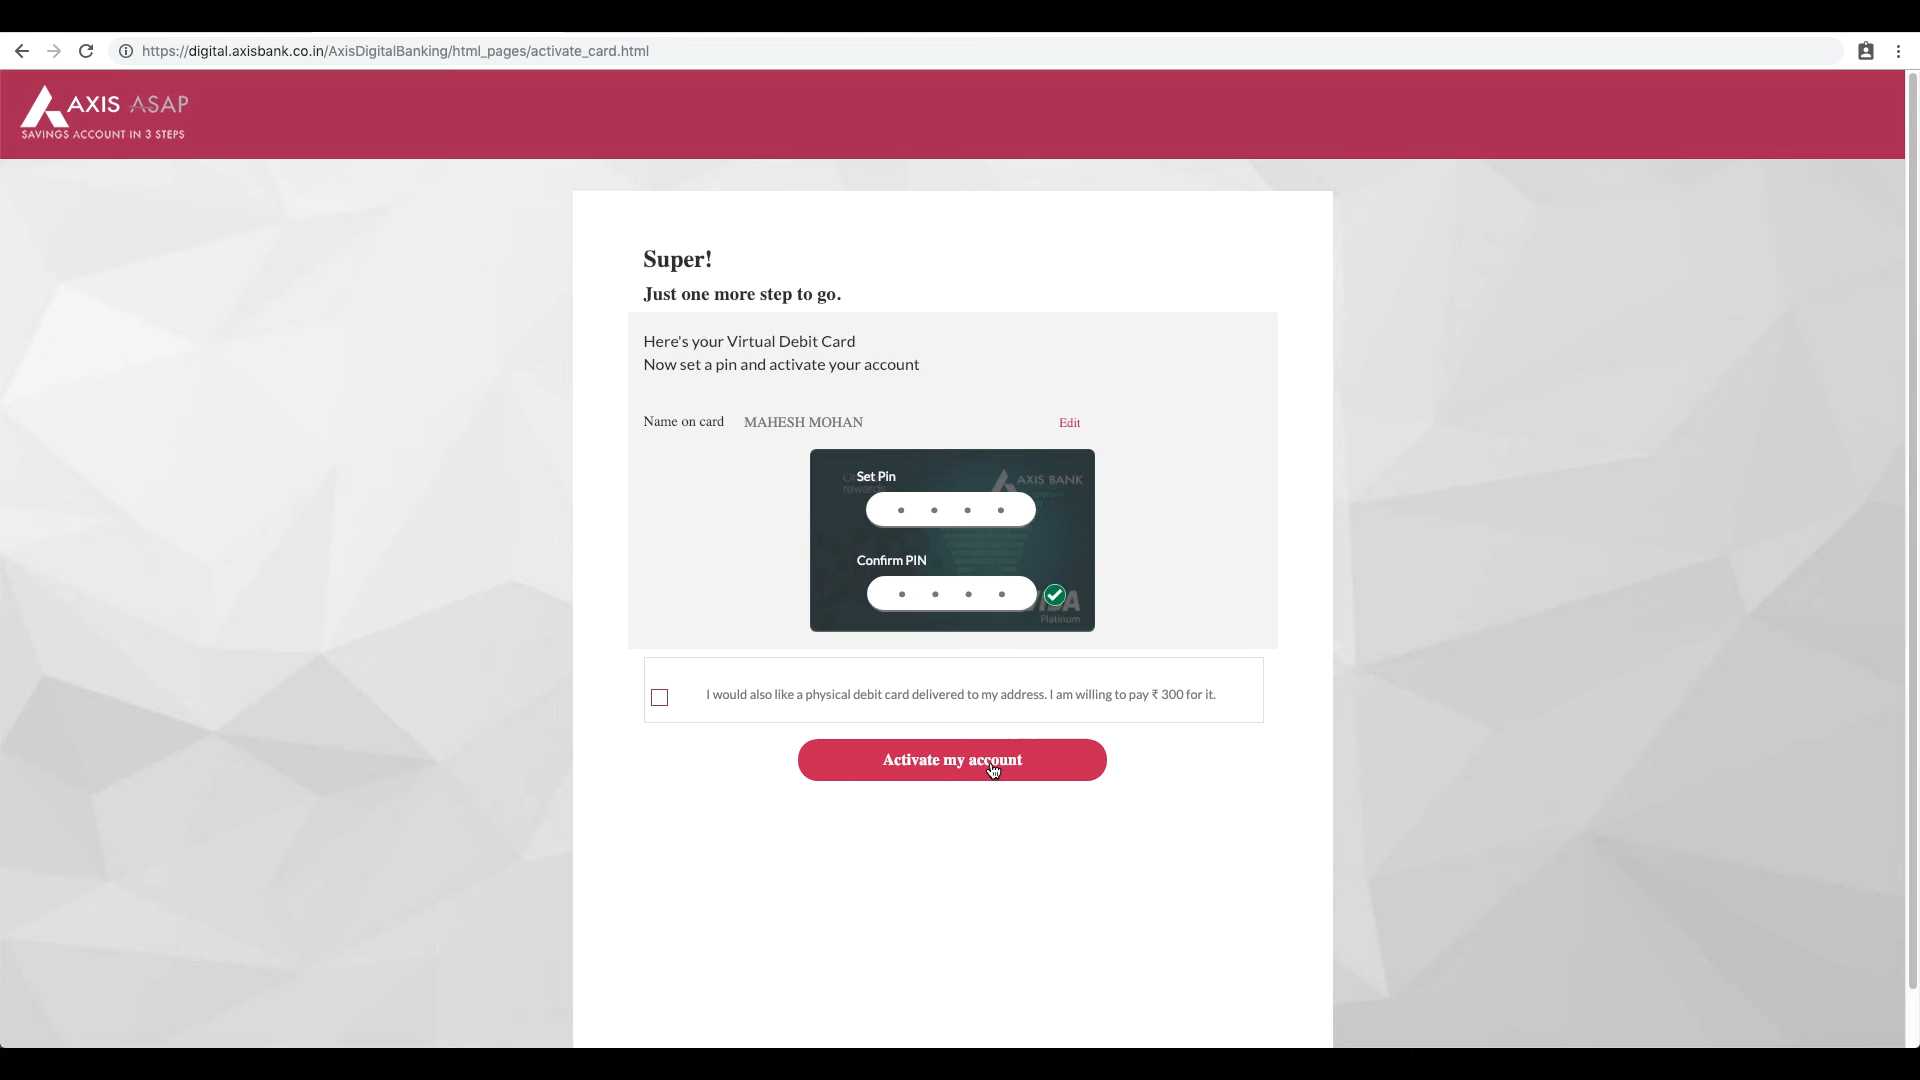 https://digital.axisbank.co.in/AxisDigitalBanking/html_pages/activate_card.html
AXIS ASAP
SAVINGS ACCOUNT IN 3 STEPS
Super!
Just one more step to go.
Here's your Virtual Debit Card
Now set a pin and activate your account
Name on card MAHESH MOHAN Edit
Set Pin
rewards
AXIS BANK
Confirm PIN
VISA
Platinum
I would also like a physical debit card delivered to my address. I am willing to pay ₹ 300 for it.
Activate my account